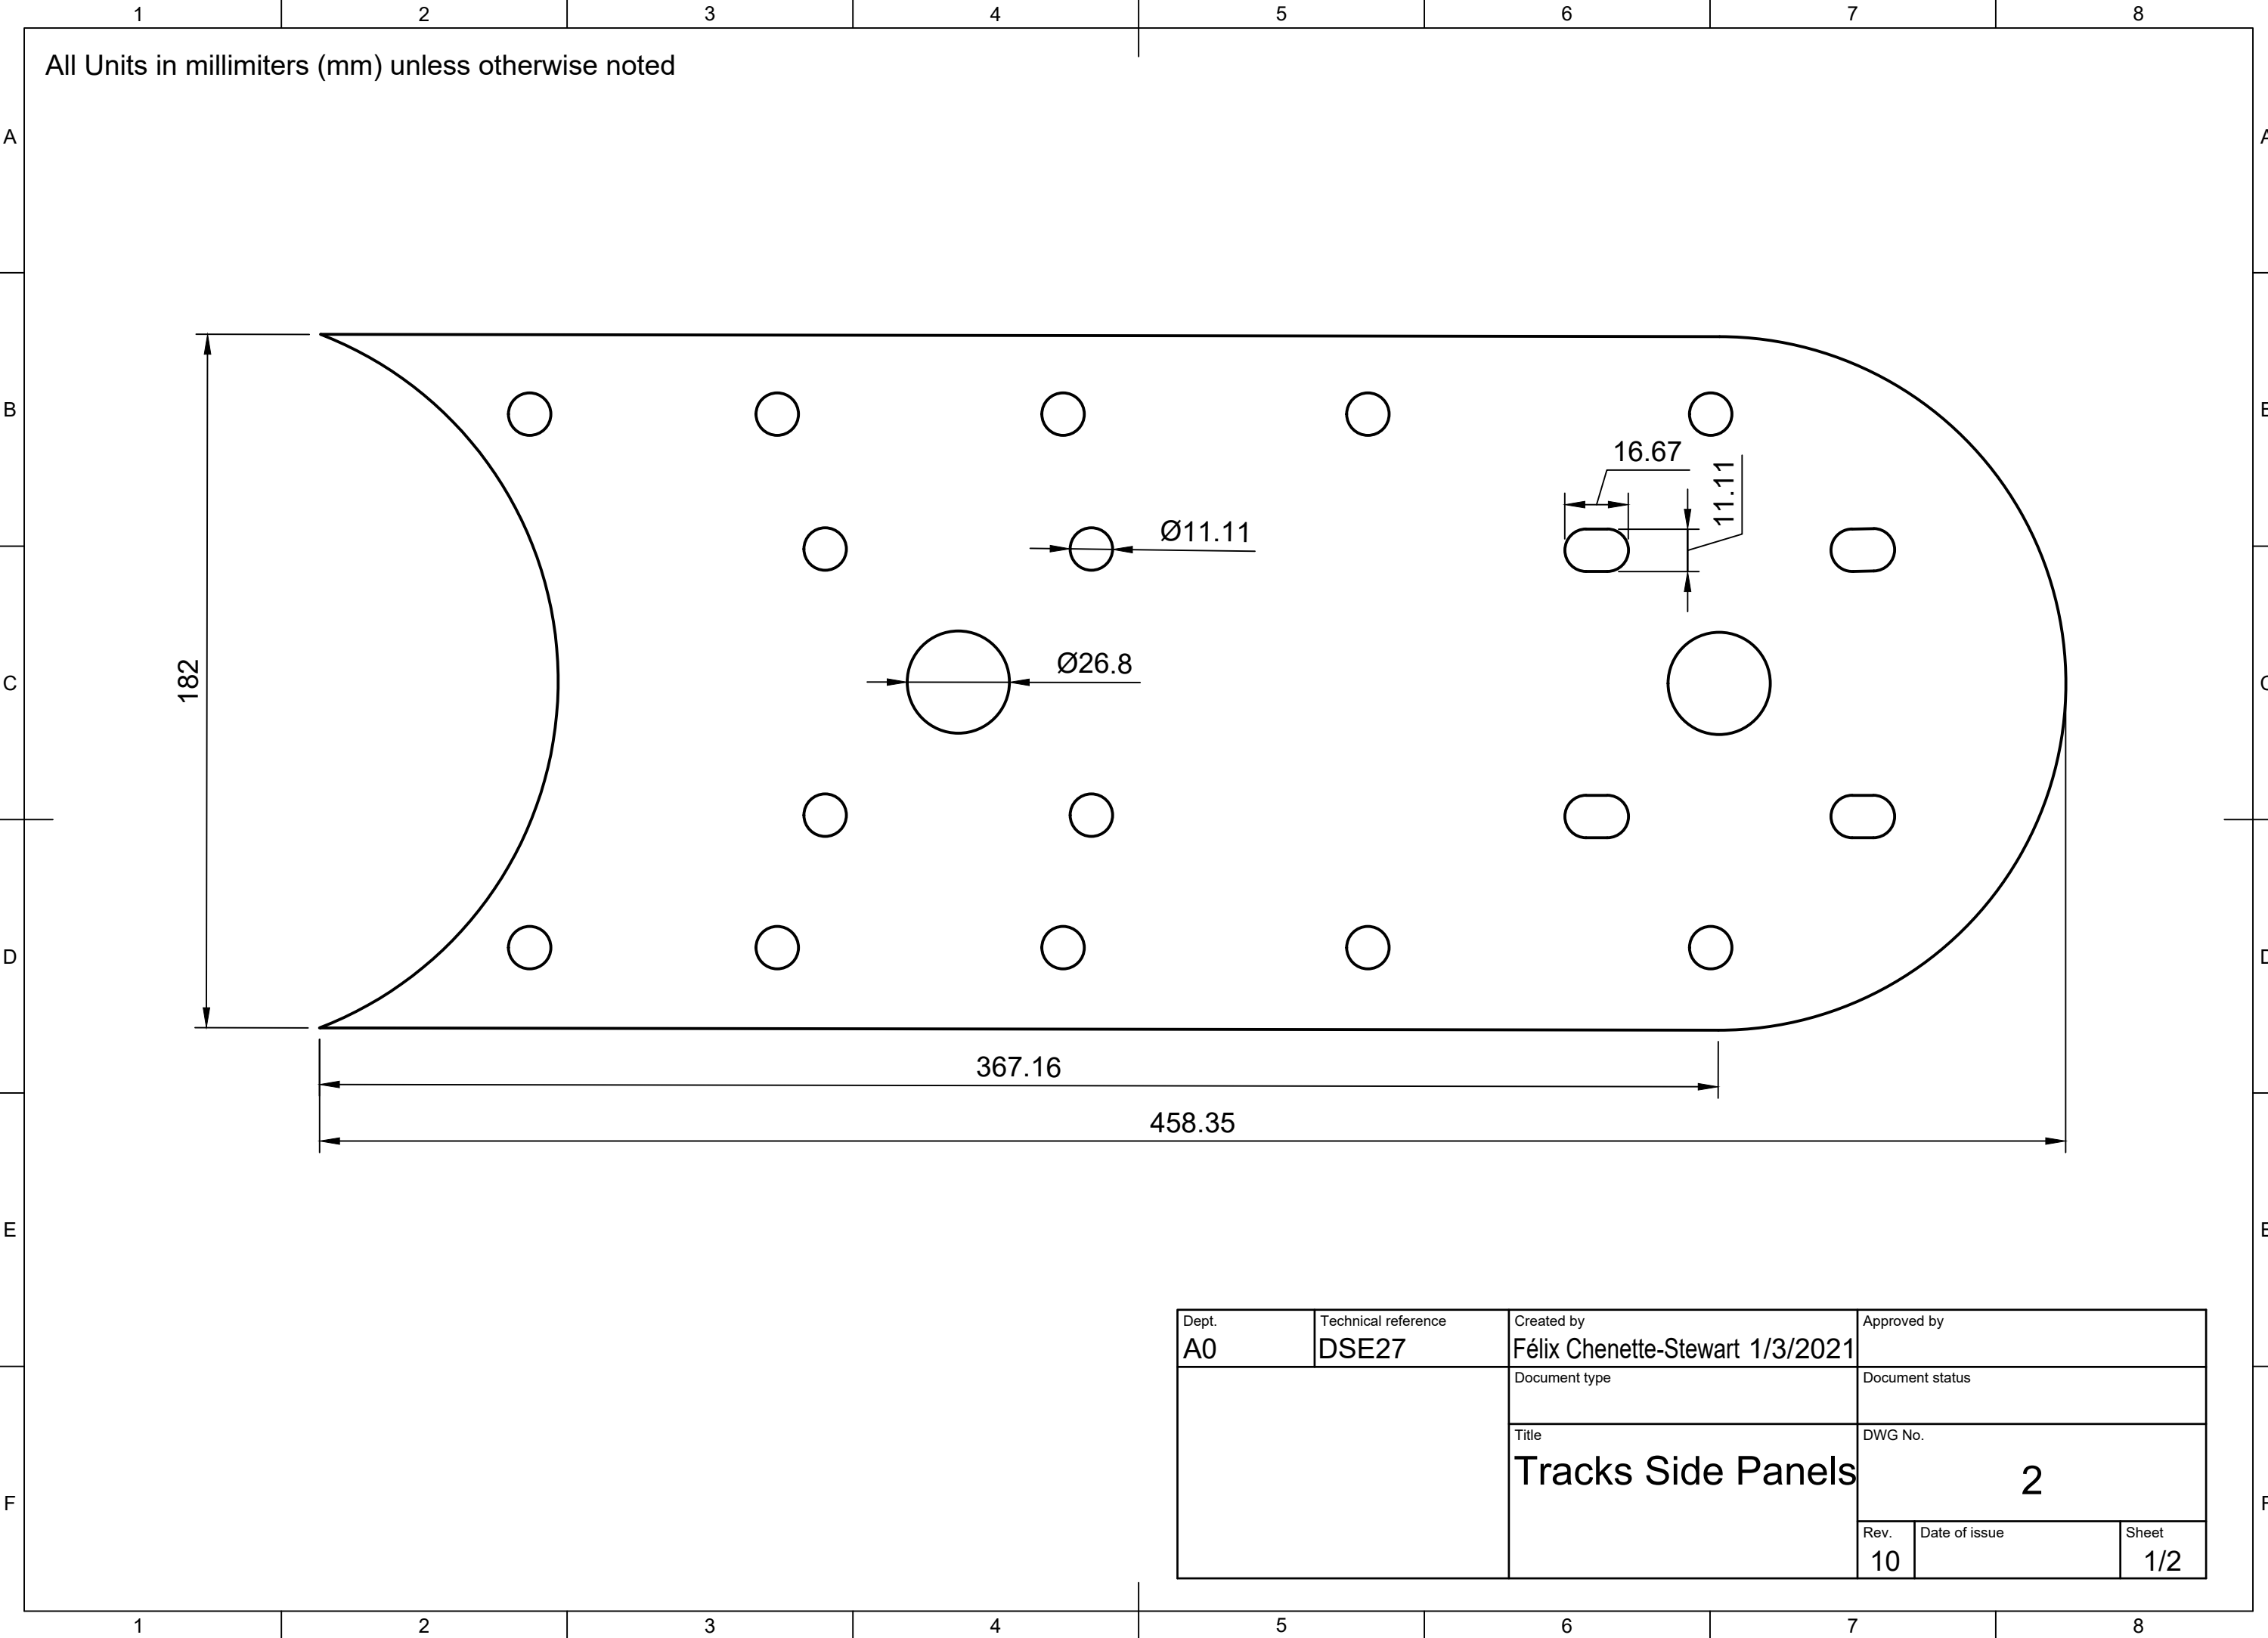 1 2 3 4 5 6 7 8
All Units in millimiters (mm) unless otherwise noted
A A
B B
16.67
11.11
Ø11.11
Ø26.8
182
C C
D D
367.16
458.35
E E
Dept. Technical reference Created by Approved by
A0 DSE27 Félix Chenette-Stewart 1/3/2021
Document type Document status
Title DWG No.
Tracks Side Panels 2
F F
Rev. Date of issue Sheet
10 1/2
1 2 3 4 5 6 7 8